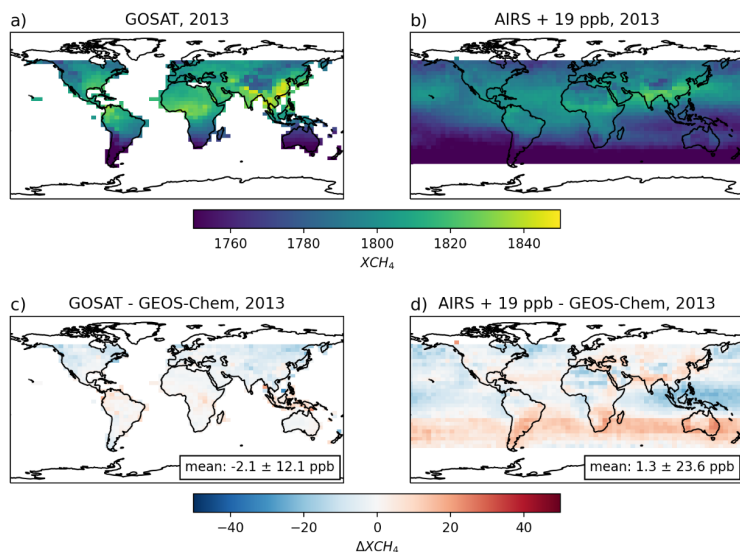 a) GOSAT, 2013
b) AIRS + 19 ppb, 2013
1760 1780 1800 1820 1840
XCH₄
c) GOSAT - GEOS-Chem, 2013
mean: -2.1 ± 12.1 ppb
d) AIRS + 19 ppb - GEOS-Chem, 2013
mean: 1.3 ± 23.6 ppb
−40 −20 0 20 40
ΔXCH₄